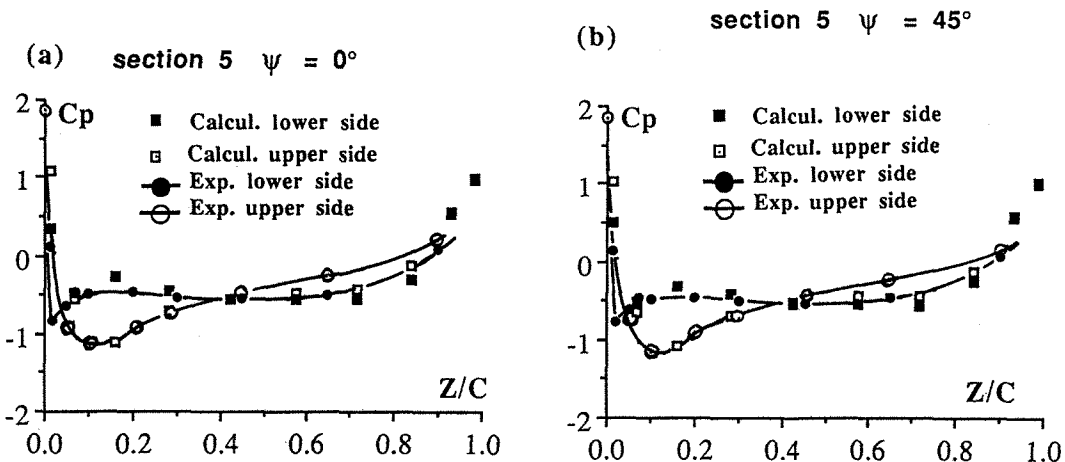 (a) section 5 ψ = 0°
2
Cp
Calcul. lower side
Calcul. upper side
Exp. lower side
Exp. upper side
1
0
-1
-2
Z/C
0.0 0.2 0.4 0.6 0.8 1.0
(b) section 5 ψ = 45°
2
Cp
Calcul. lower side
Calcul. upper side
Exp. lower side
Exp. upper side
1
0
-1
-2
Z/C
0.0 0.2 0.4 0.6 0.8 1.0